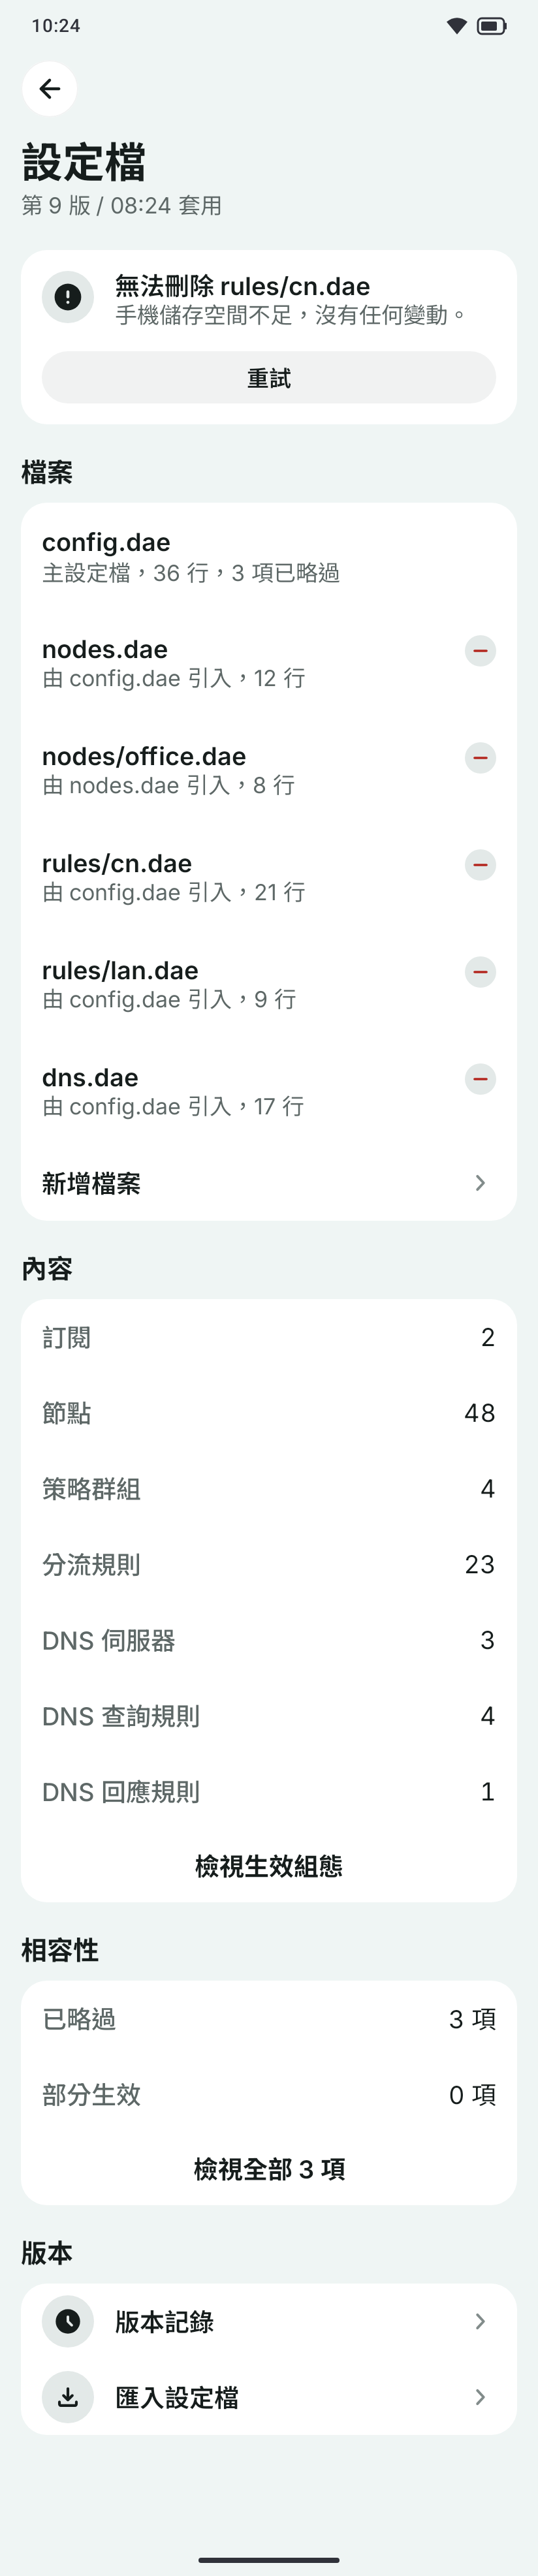 10:24
設定檔
第 9 版 / 08:24 套用
無法刪除 rules/cn.dae
手機儲存空間不足，沒有任何變動。
重試
檔案
config.dae
主設定檔，36 行，3 項已略過
nodes.dae
由 config.dae 引入，12 行
nodes/office.dae
由 nodes.dae 引入，8 行
rules/cn.dae
由 config.dae 引入，21 行
rules/lan.dae
由 config.dae 引入，9 行
dns.dae
由 config.dae 引入，17 行
新增檔案
內容
訂閱 2
節點 48
策略群組 4
分流規則 23
DNS 伺服器 3
DNS 查詢規則 4
DNS 回應規則 1
檢視生效組態
相容性
已略過 3 項
部分生效 0 項
檢視全部 3 項
版本
版本記錄
匯入設定檔